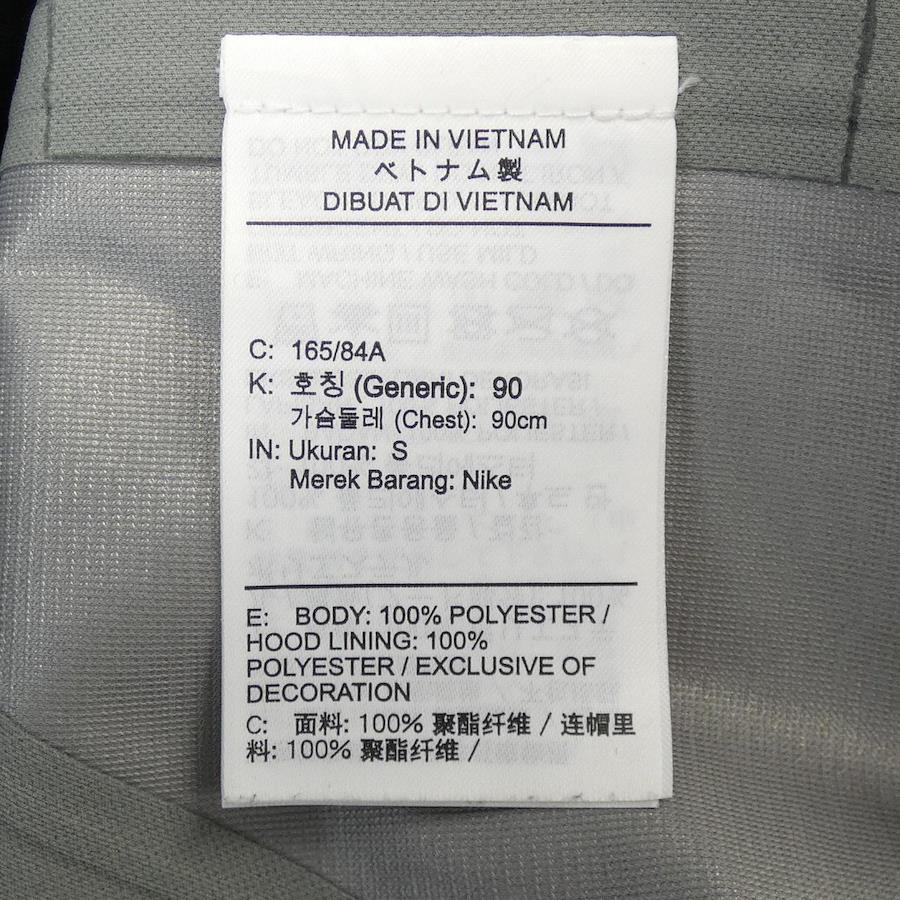 MADE IN VIETNAM
ベトナム製
DIBUAT DI VIETNAM
C: 165/84A
K: 호칭 (Generic): 90
가슴둘레 (Chest): 90cm
IN: Ukuran: S
Merek Barang: Nike
E: BODY: 100% POLYESTER /
HOOD LINING: 100%
POLYESTER / EXCLUSIVE OF
DECORATION
C: 面料: 100% 聚酯纤维 / 连帽里
料: 100% 聚酯纤维 /